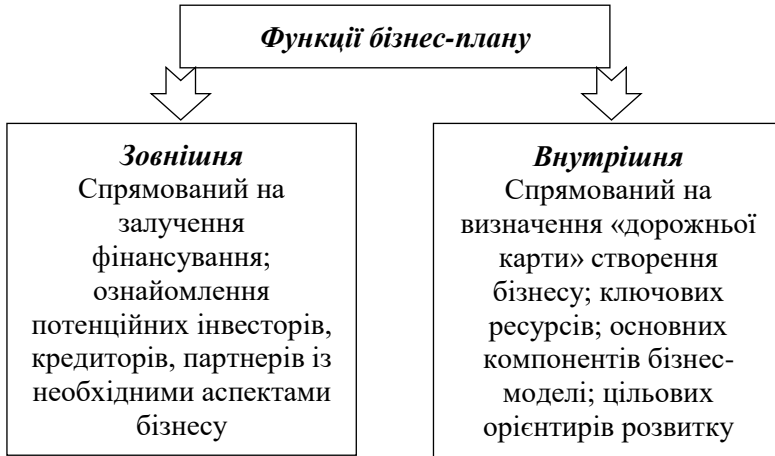 Функції бізнес-плану
Зовнішня
Спрямований на
залучення
фінансування;
ознайомлення
потенційних інвесторів,
кредиторів, партнерів із
необхідними аспектами
бізнесу
Внутрішня
Спрямований на
визначення «дорожньої
карти» створення
бізнесу; ключових
ресурсів; основних
компонентів бізнес-
моделі; цільових
орієнтирів розвитку